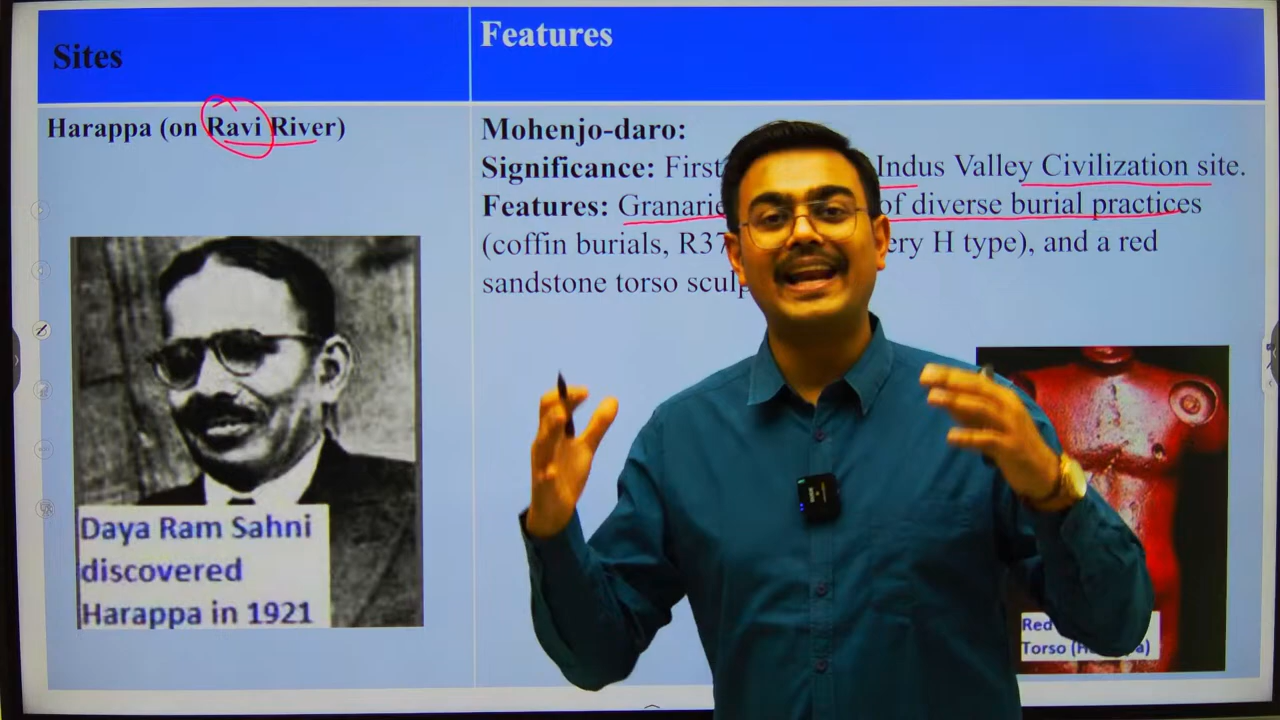 Sites
Features
Harappa (on Ravi River)
Mohenjo-daro:
Significance: First Indus Valley Civilization site.
Features: Granarie of diverse burial practices
(coffin burials, R37 ery H type), and a red
sandstone torso sculp
Daya Ram Sahni
discovered
Harappa in 1921
Red
Torso (H a)